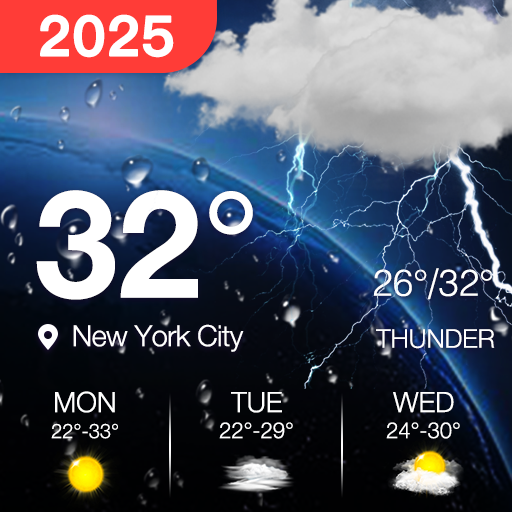 2025
32°
New York City
26°/32°
THUNDER
MON
22°-33°
TUE
22°-29°
WED
24°-30°